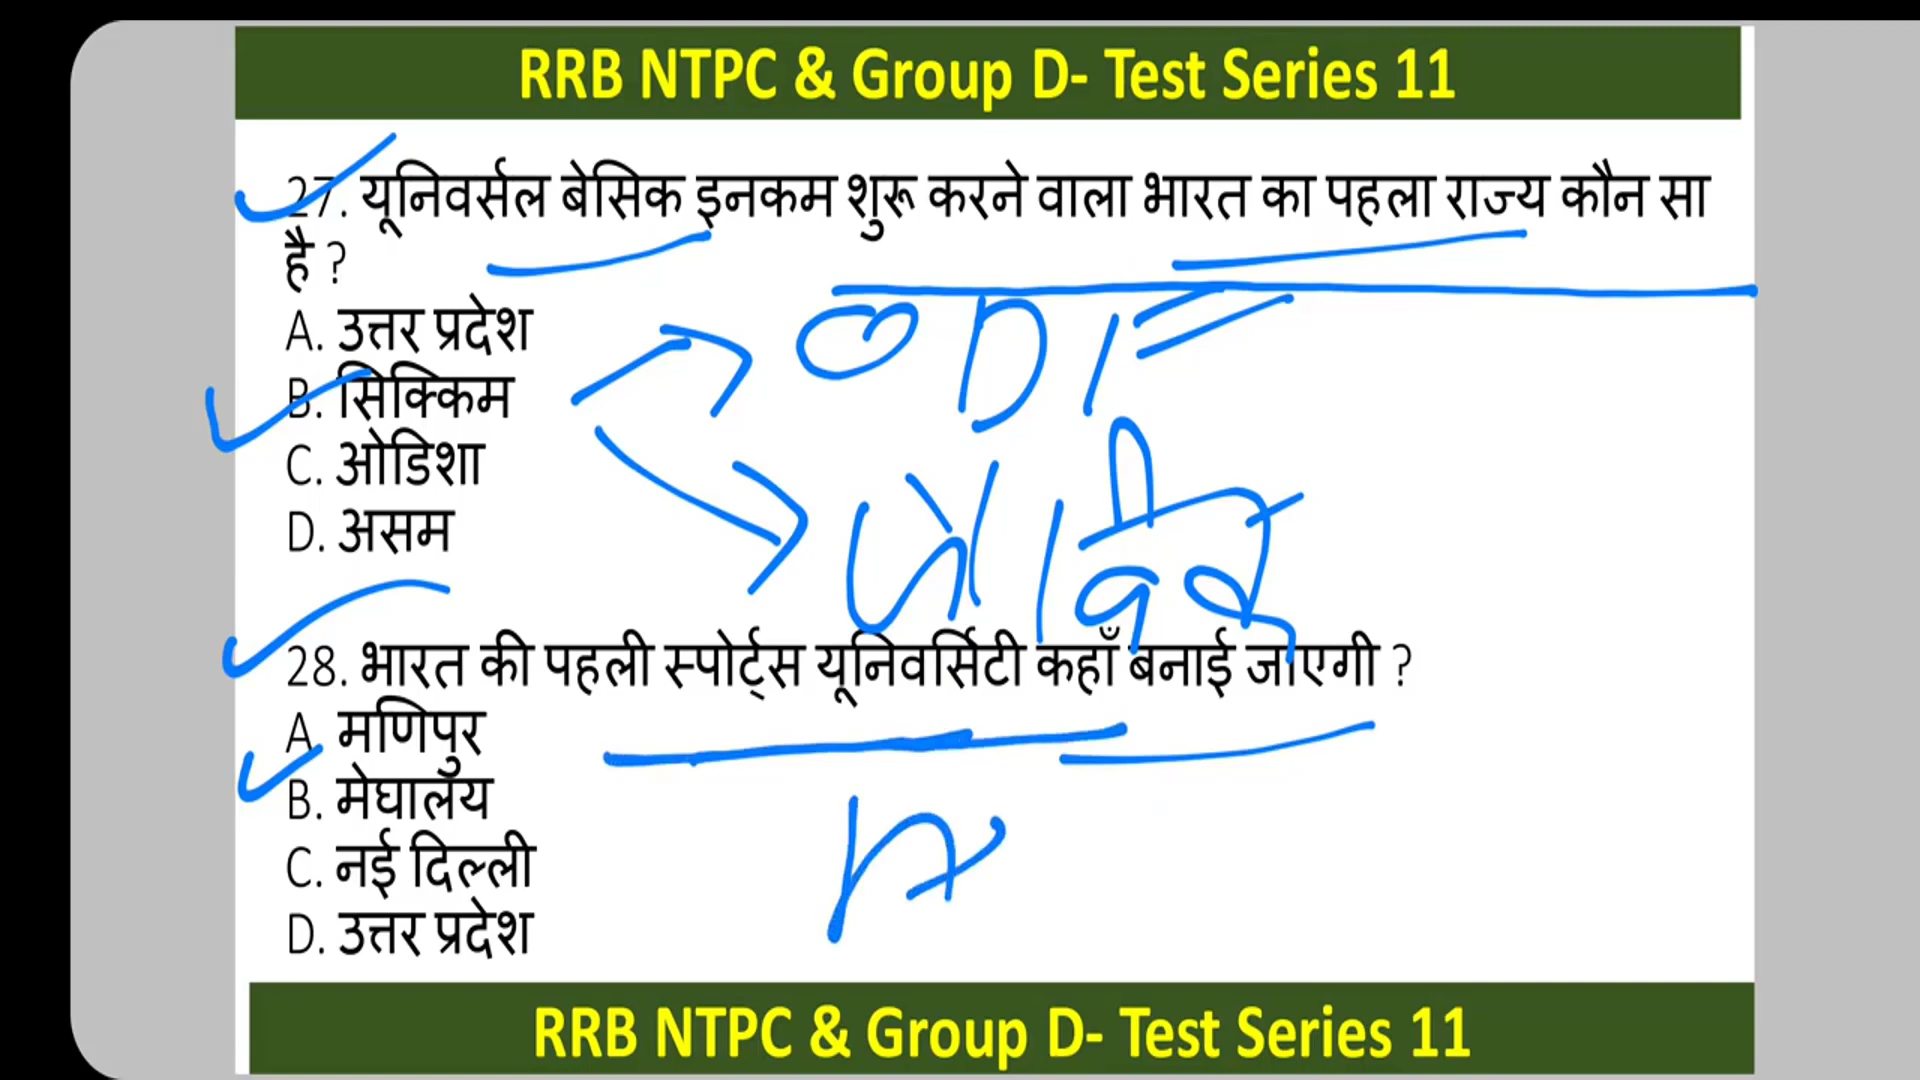 RRB NTPC & Group D- Test Series 11
27. यूनिवर्सल बेसिक इनकम शुरू करने वाला भारत का पहला राज्य कौन सा
है ?
A. उत्तर प्रदेश
B. सिक्किम
C. ओडिशा
D. असम
28. भारत की पहली स्पोर्ट्स यूनिवर्सिटी कहाँ बनाई जाएगी ?
A. मणिपुर
B. मेघालय
C. नई दिल्ली
D. उत्तर प्रदेश
RRB NTPC & Group D- Test Series 11